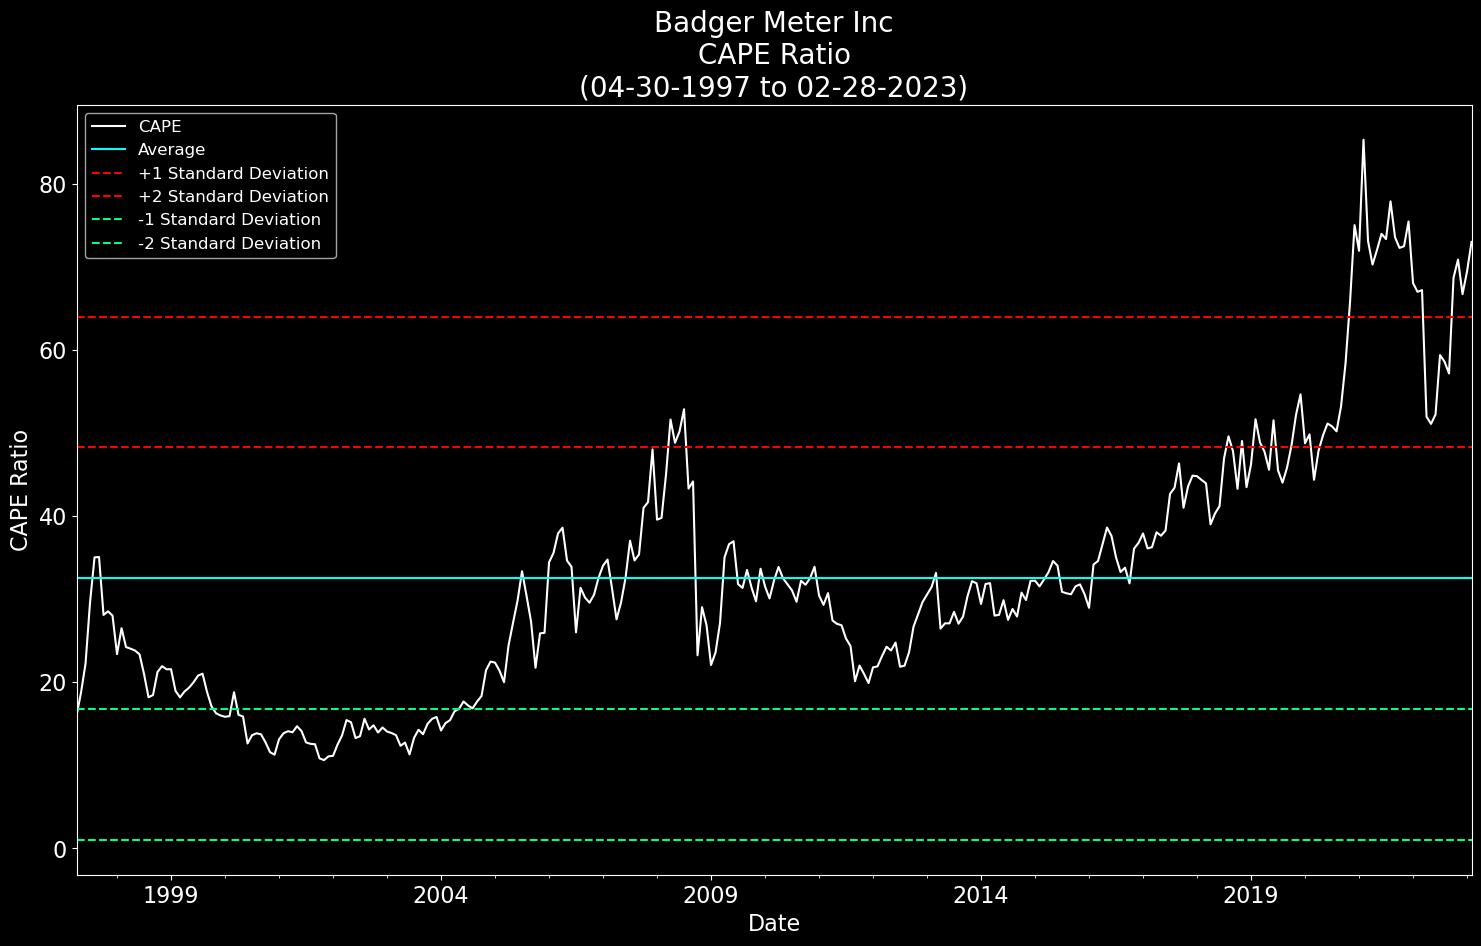 Badger Meter Inc
CAPE Ratio
(04-30-1997 to 02-28-2023)
CAPE
Average
+1 Standard Deviation
+2 Standard Deviation
-1 Standard Deviation
-2 Standard Deviation
80
60
40
20
0
CAPE Ratio
1999 2004 2009 2014 2019
Date